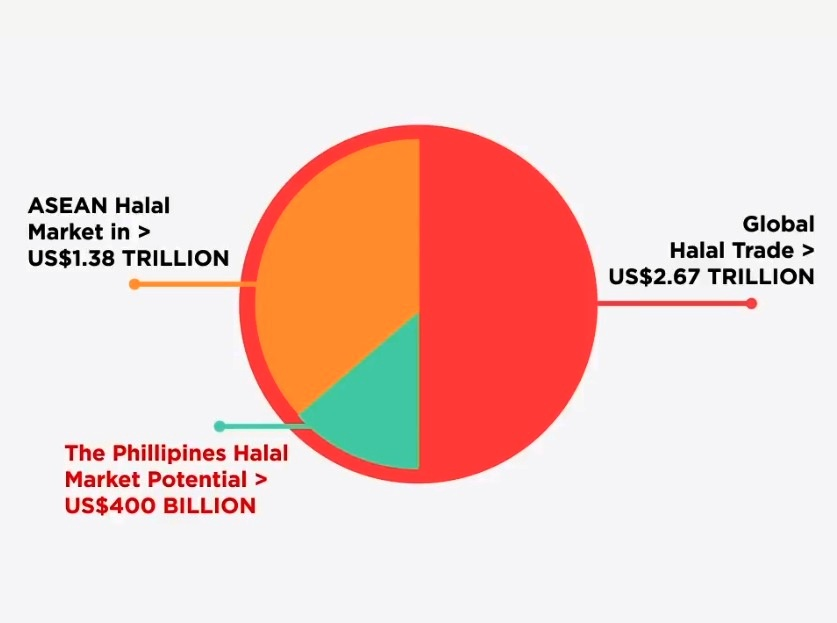 ASEAN Halal
Market in >
US$1.38 TRILLION
Global
Halal Trade >
US$2.67 TRILLION
The Phillipines Halal
Market Potential >
US$400 BILLION